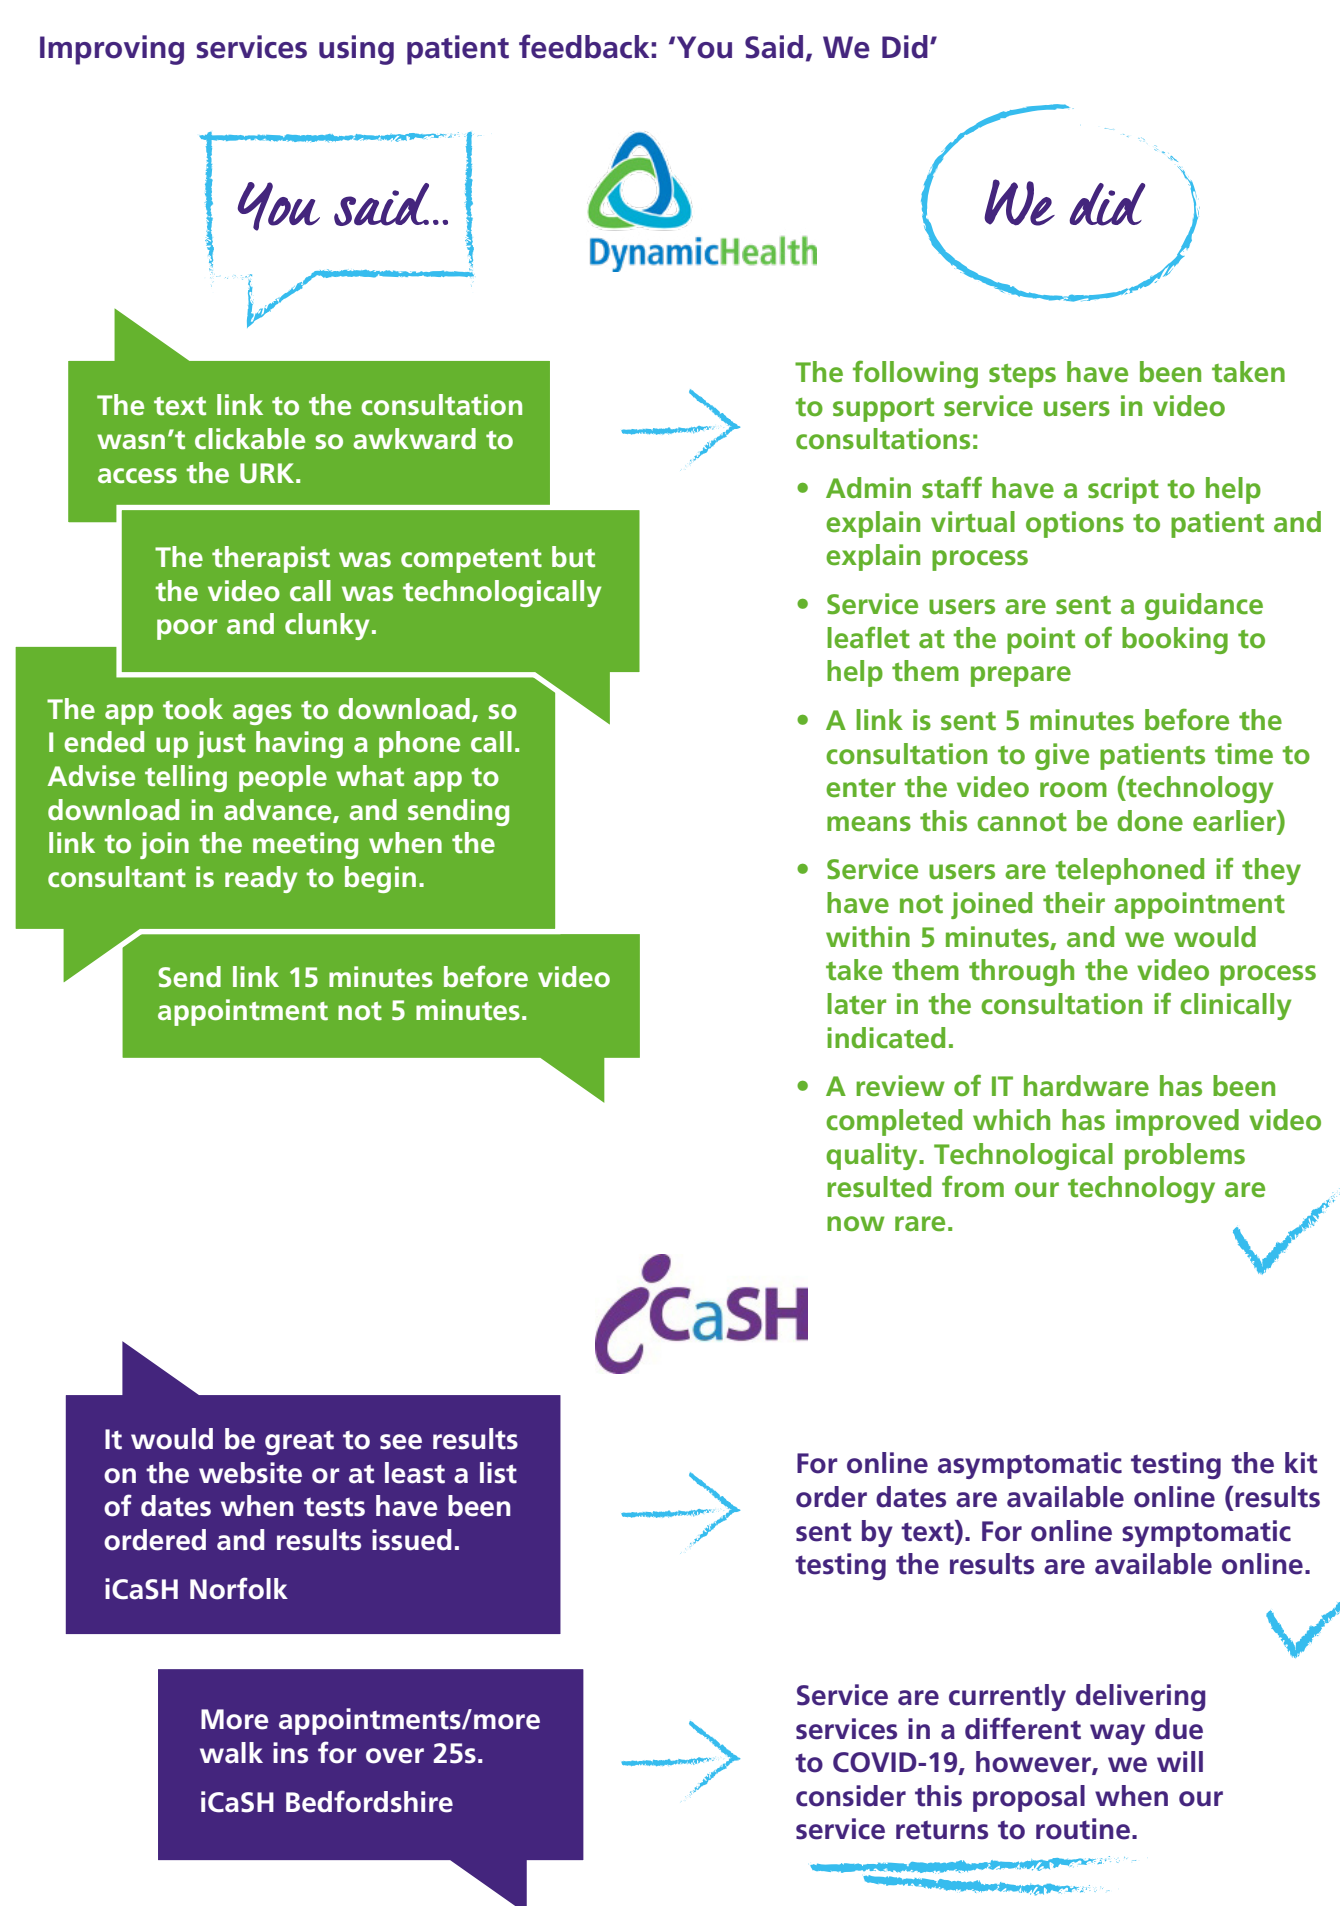 Improving services using patient feedback: ‘You Said, We Did’
You said...
DynamicHealth
We did
The text link to the consultation
wasn’t clickable so awkward to
access the URK.
The therapist was competent but
the video call was technologically
poor and clunky.
The app took ages to download, so
I ended up just having a phone call.
Advise telling people what app to
download in advance, and sending
link to join the meeting when the
consultant is ready to begin.
Send link 15 minutes before video
appointment not 5 minutes.
The following steps have been taken
to support service users in video
consultations:
• Admin staff have a script to help
explain virtual options to patient and
explain process
• Service users are sent a guidance
leaflet at the point of booking to
help them prepare
• A link is sent 5 minutes before the
consultation to give patients time to
enter the video room (technology
means this cannot be done earlier)
• Service users are telephoned if they
have not joined their appointment
within 5 minutes, and we would
take them through the video process
later in the consultation if clinically
indicated.
• A review of IT hardware has been
completed which has improved video
quality. Technological problems
resulted from our technology are
now rare.
iCaSH
It would be great to see results
on the website or at least a list
of dates when tests have been
ordered and results issued.
iCaSH Norfolk
For online asymptomatic testing the kit
order dates are available online (results
sent by text). For online symptomatic
testing the results are available online.
More appointments/more
walk ins for over 25s.
iCaSH Bedfordshire
Service are currently delivering
services in a different way due
to COVID-19, however, we will
consider this proposal when our
service returns to routine.